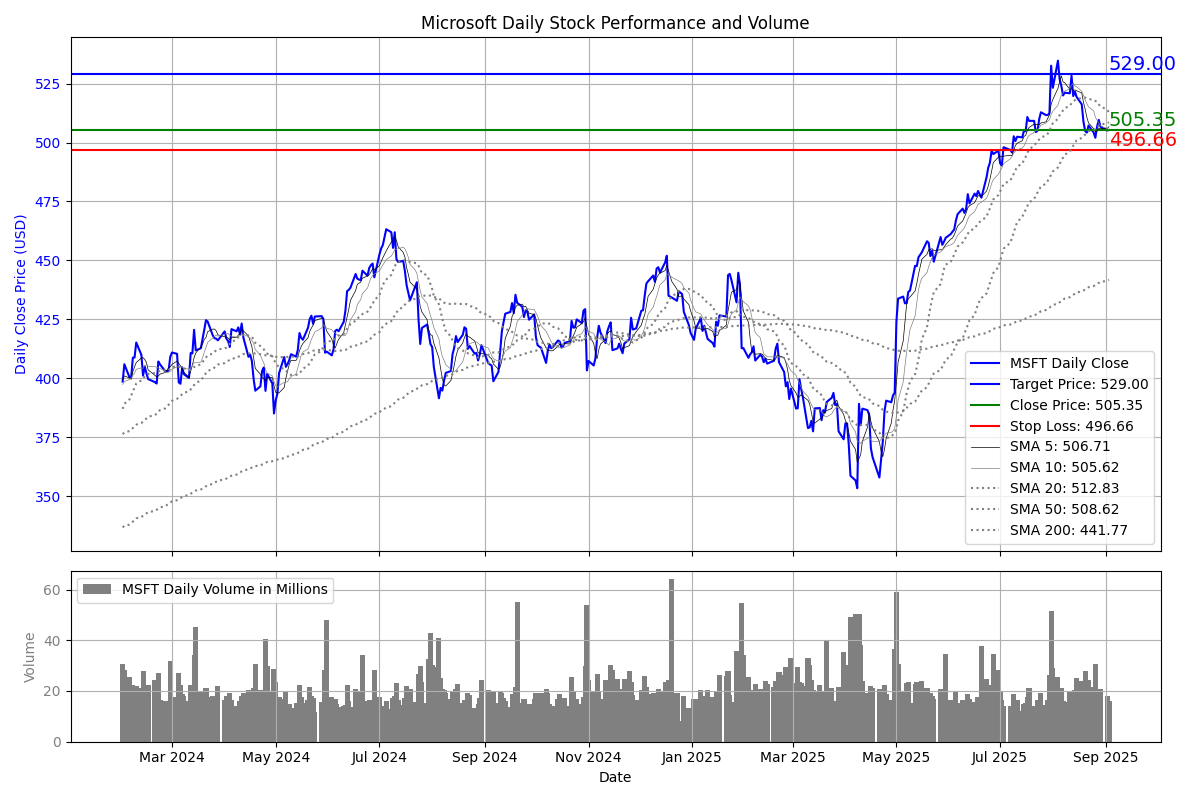 Microsoft Daily Stock Performance and Volume
Daily Close Price (USD)
525
500
475
450
425
400
375
350
529.00
505.35
496.66
MSFT Daily Close
Target Price: 529.00
Close Price: 505.35
Stop Loss: 496.66
SMA 5: 506.71
SMA 10: 505.62
SMA 20: 512.83
SMA 50: 508.62
SMA 200: 441.77
MSFT Daily Volume in Millions
Volume
60
40
20
0
Mar 2024 May 2024 Jul 2024 Sep 2024 Nov 2024 Jan 2025 Mar 2025 May 2025 Jul 2025 Sep 2025
Date